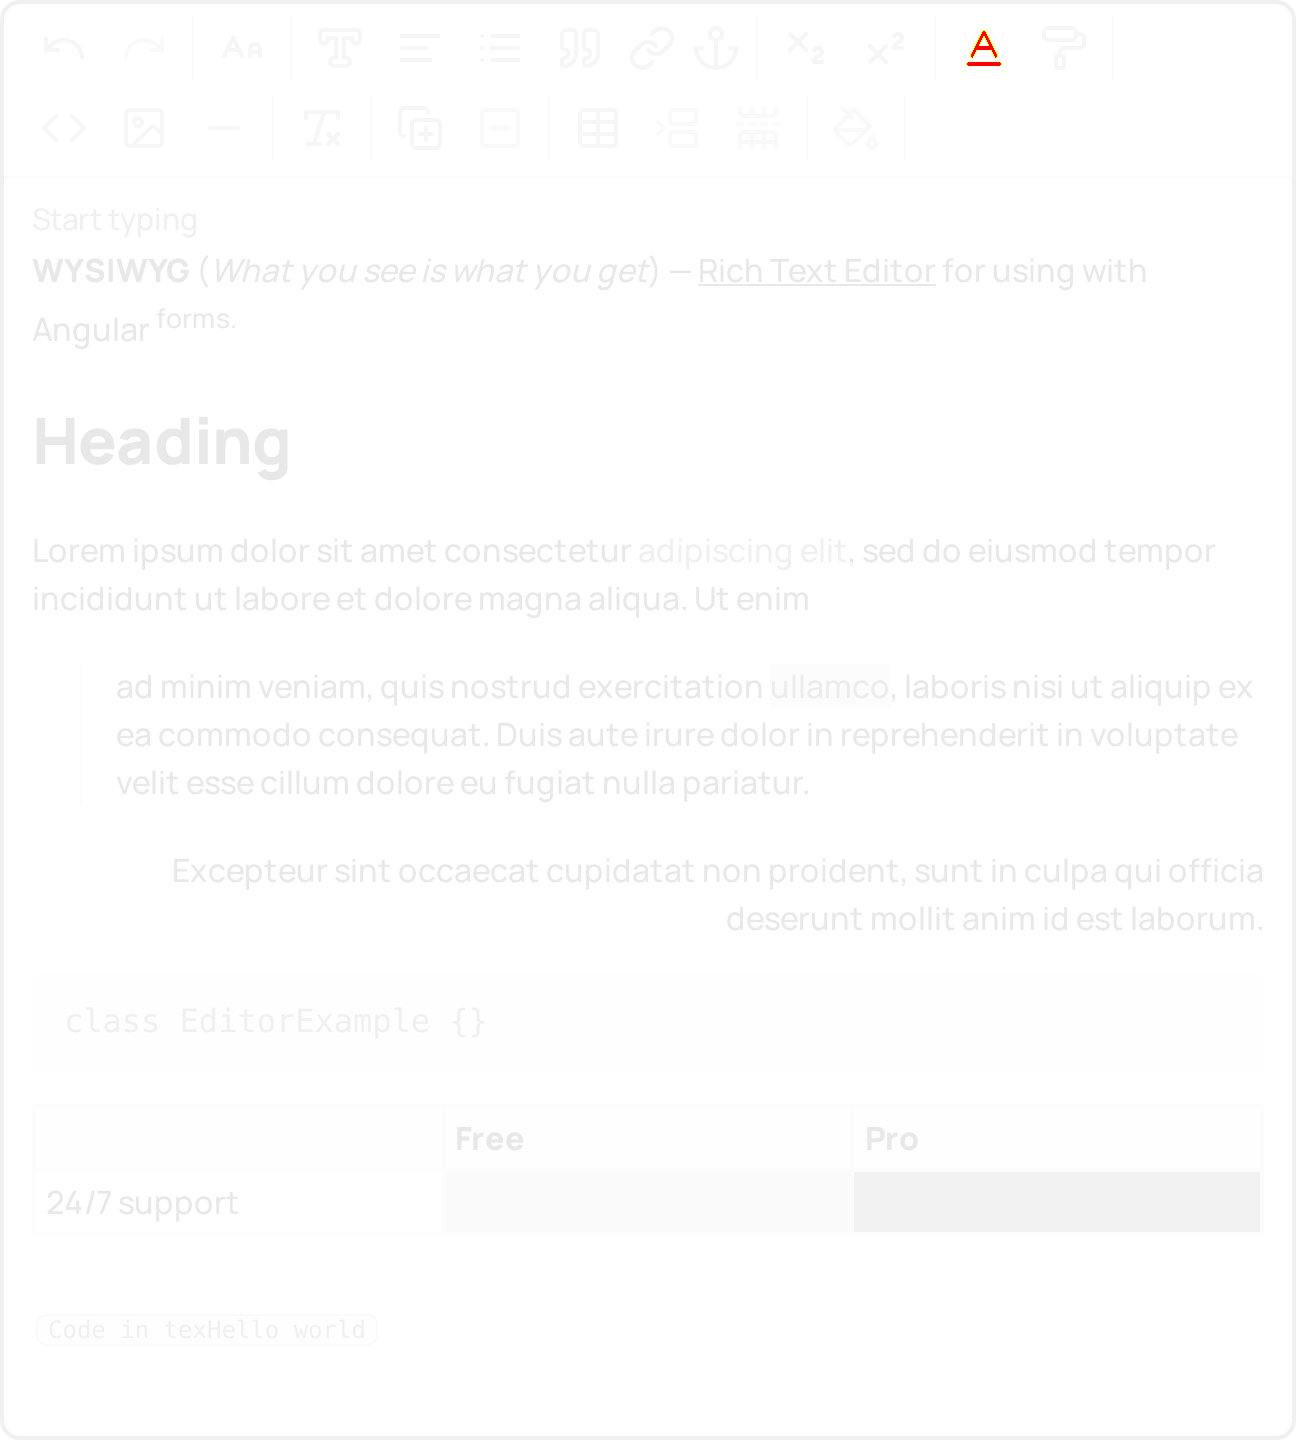 Start typing
WYSIWYG (What you see is what you get) — Rich Text Editor for using with
Angular forms.
Heading
Lorem ipsum dolor sit amet consectetur adipiscing elit, sed do eiusmod tempor
incididunt ut labore et dolore magna aliqua. Ut enim
ad minim veniam, quis nostrud exercitation ullamco, laboris nisi ut aliquip ex
ea commodo consequat. Duis aute irure dolor in reprehenderit in voluptate
velit esse cillum dolore eu fugiat nulla pariatur.
Excepteur sint occaecat cupidatat non proident, sunt in culpa qui officia
deserunt mollit anim id est laborum.
class EditorExample {}
Free Pro
24/7 support
Code in texHello world